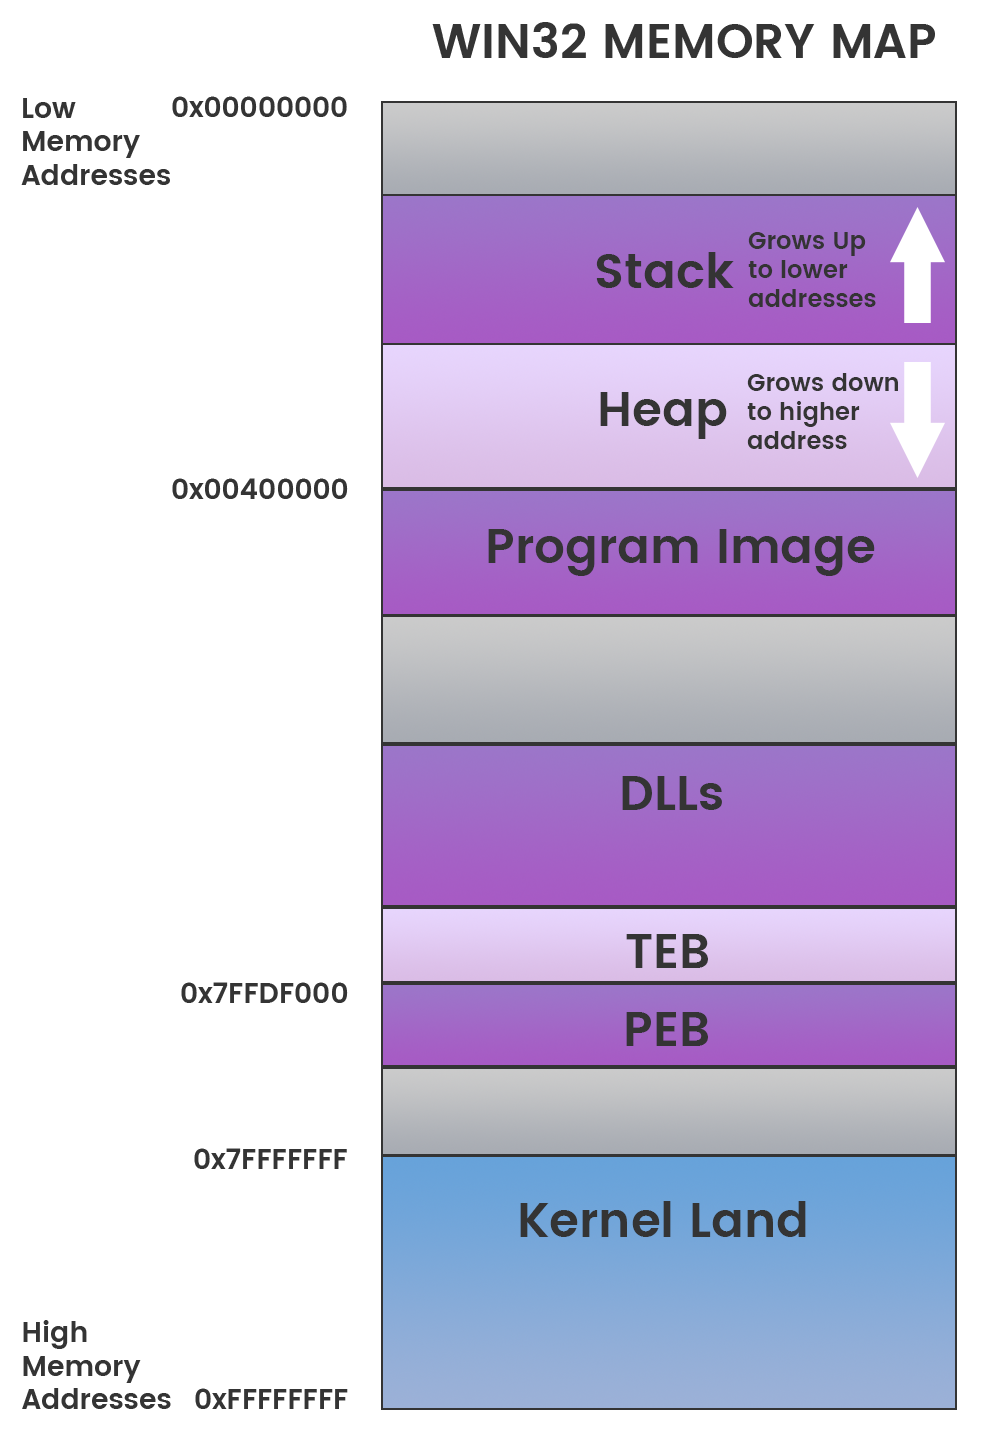 WIN32 MEMORY MAP
Low
Memory
Addresses
0x00000000
Stack
Grows Up
to lower
addresses
Heap
Grows down
to higher
address
0x00400000
Program Image
DLLs
TEB
0x7FFDF000
PEB
0x7FFFFFFF
Kernel Land
High
Memory
Addresses
0xFFFFFFFF